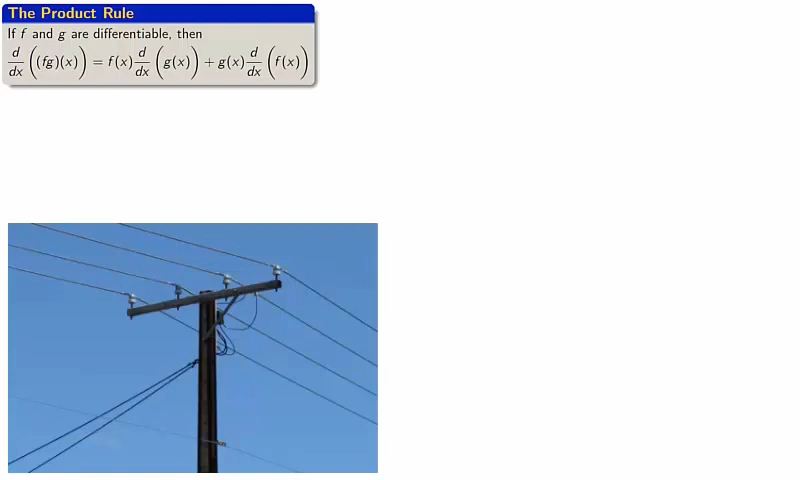 The Product Rule
If f and g are differentiable, then
d/dx ((fg)(x)) = f(x) d/dx (g(x)) + g(x) d/dx (f(x))